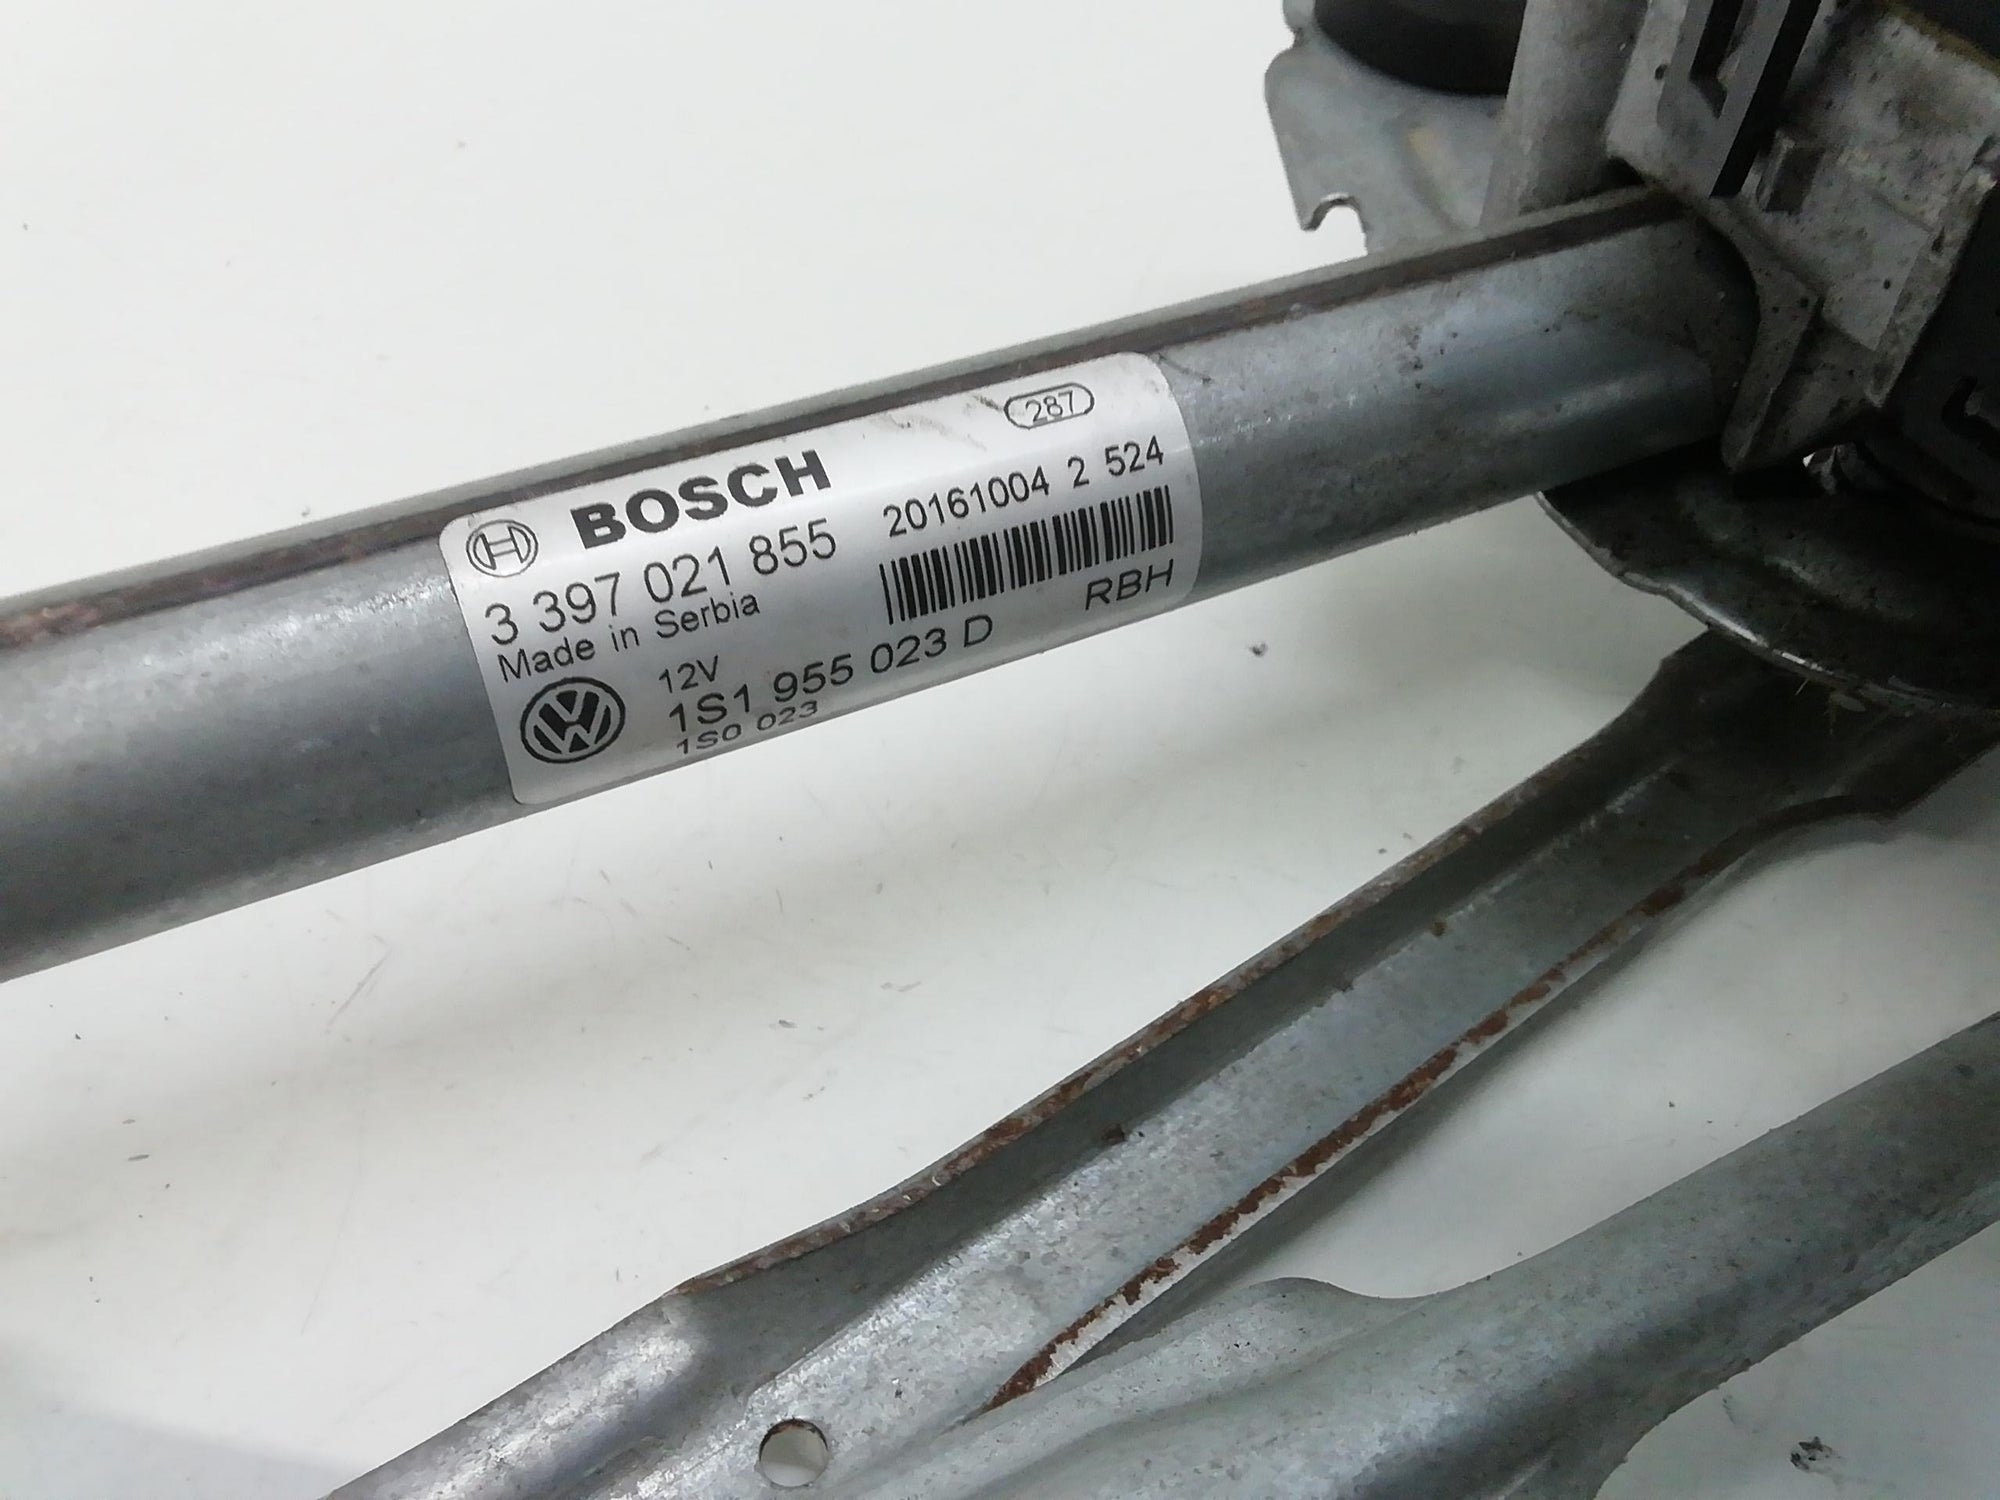 287
BOSCH
20161004 2 524
3 397 021 855
Made in Serbia
RBH
12V
1S1 955 023 D
1S0 023